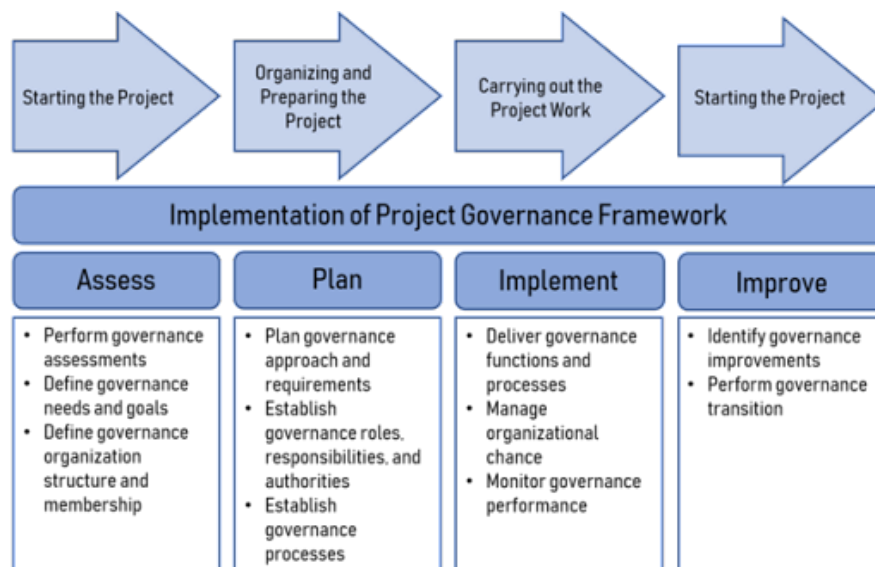 Starting the Project
Organizing and
Preparing the
Project
Carrying out the
Project Work
Starting the Project
Implementation of Project Governance Framework
Assess
Plan
Implement
Improve
• Perform governance
assessments
• Define governance
needs and goals
• Define governance
organization
structure and
membership
• Plan governance
approach and
requirements
• Establish
governance roles,
responsibilities, and
authorities
• Establish
governance
processes
• Deliver governance
functions and
processes
• Manage
organizational
chance
• Monitor governance
performance
• Identify governance
improvements
• Perform governance
transition